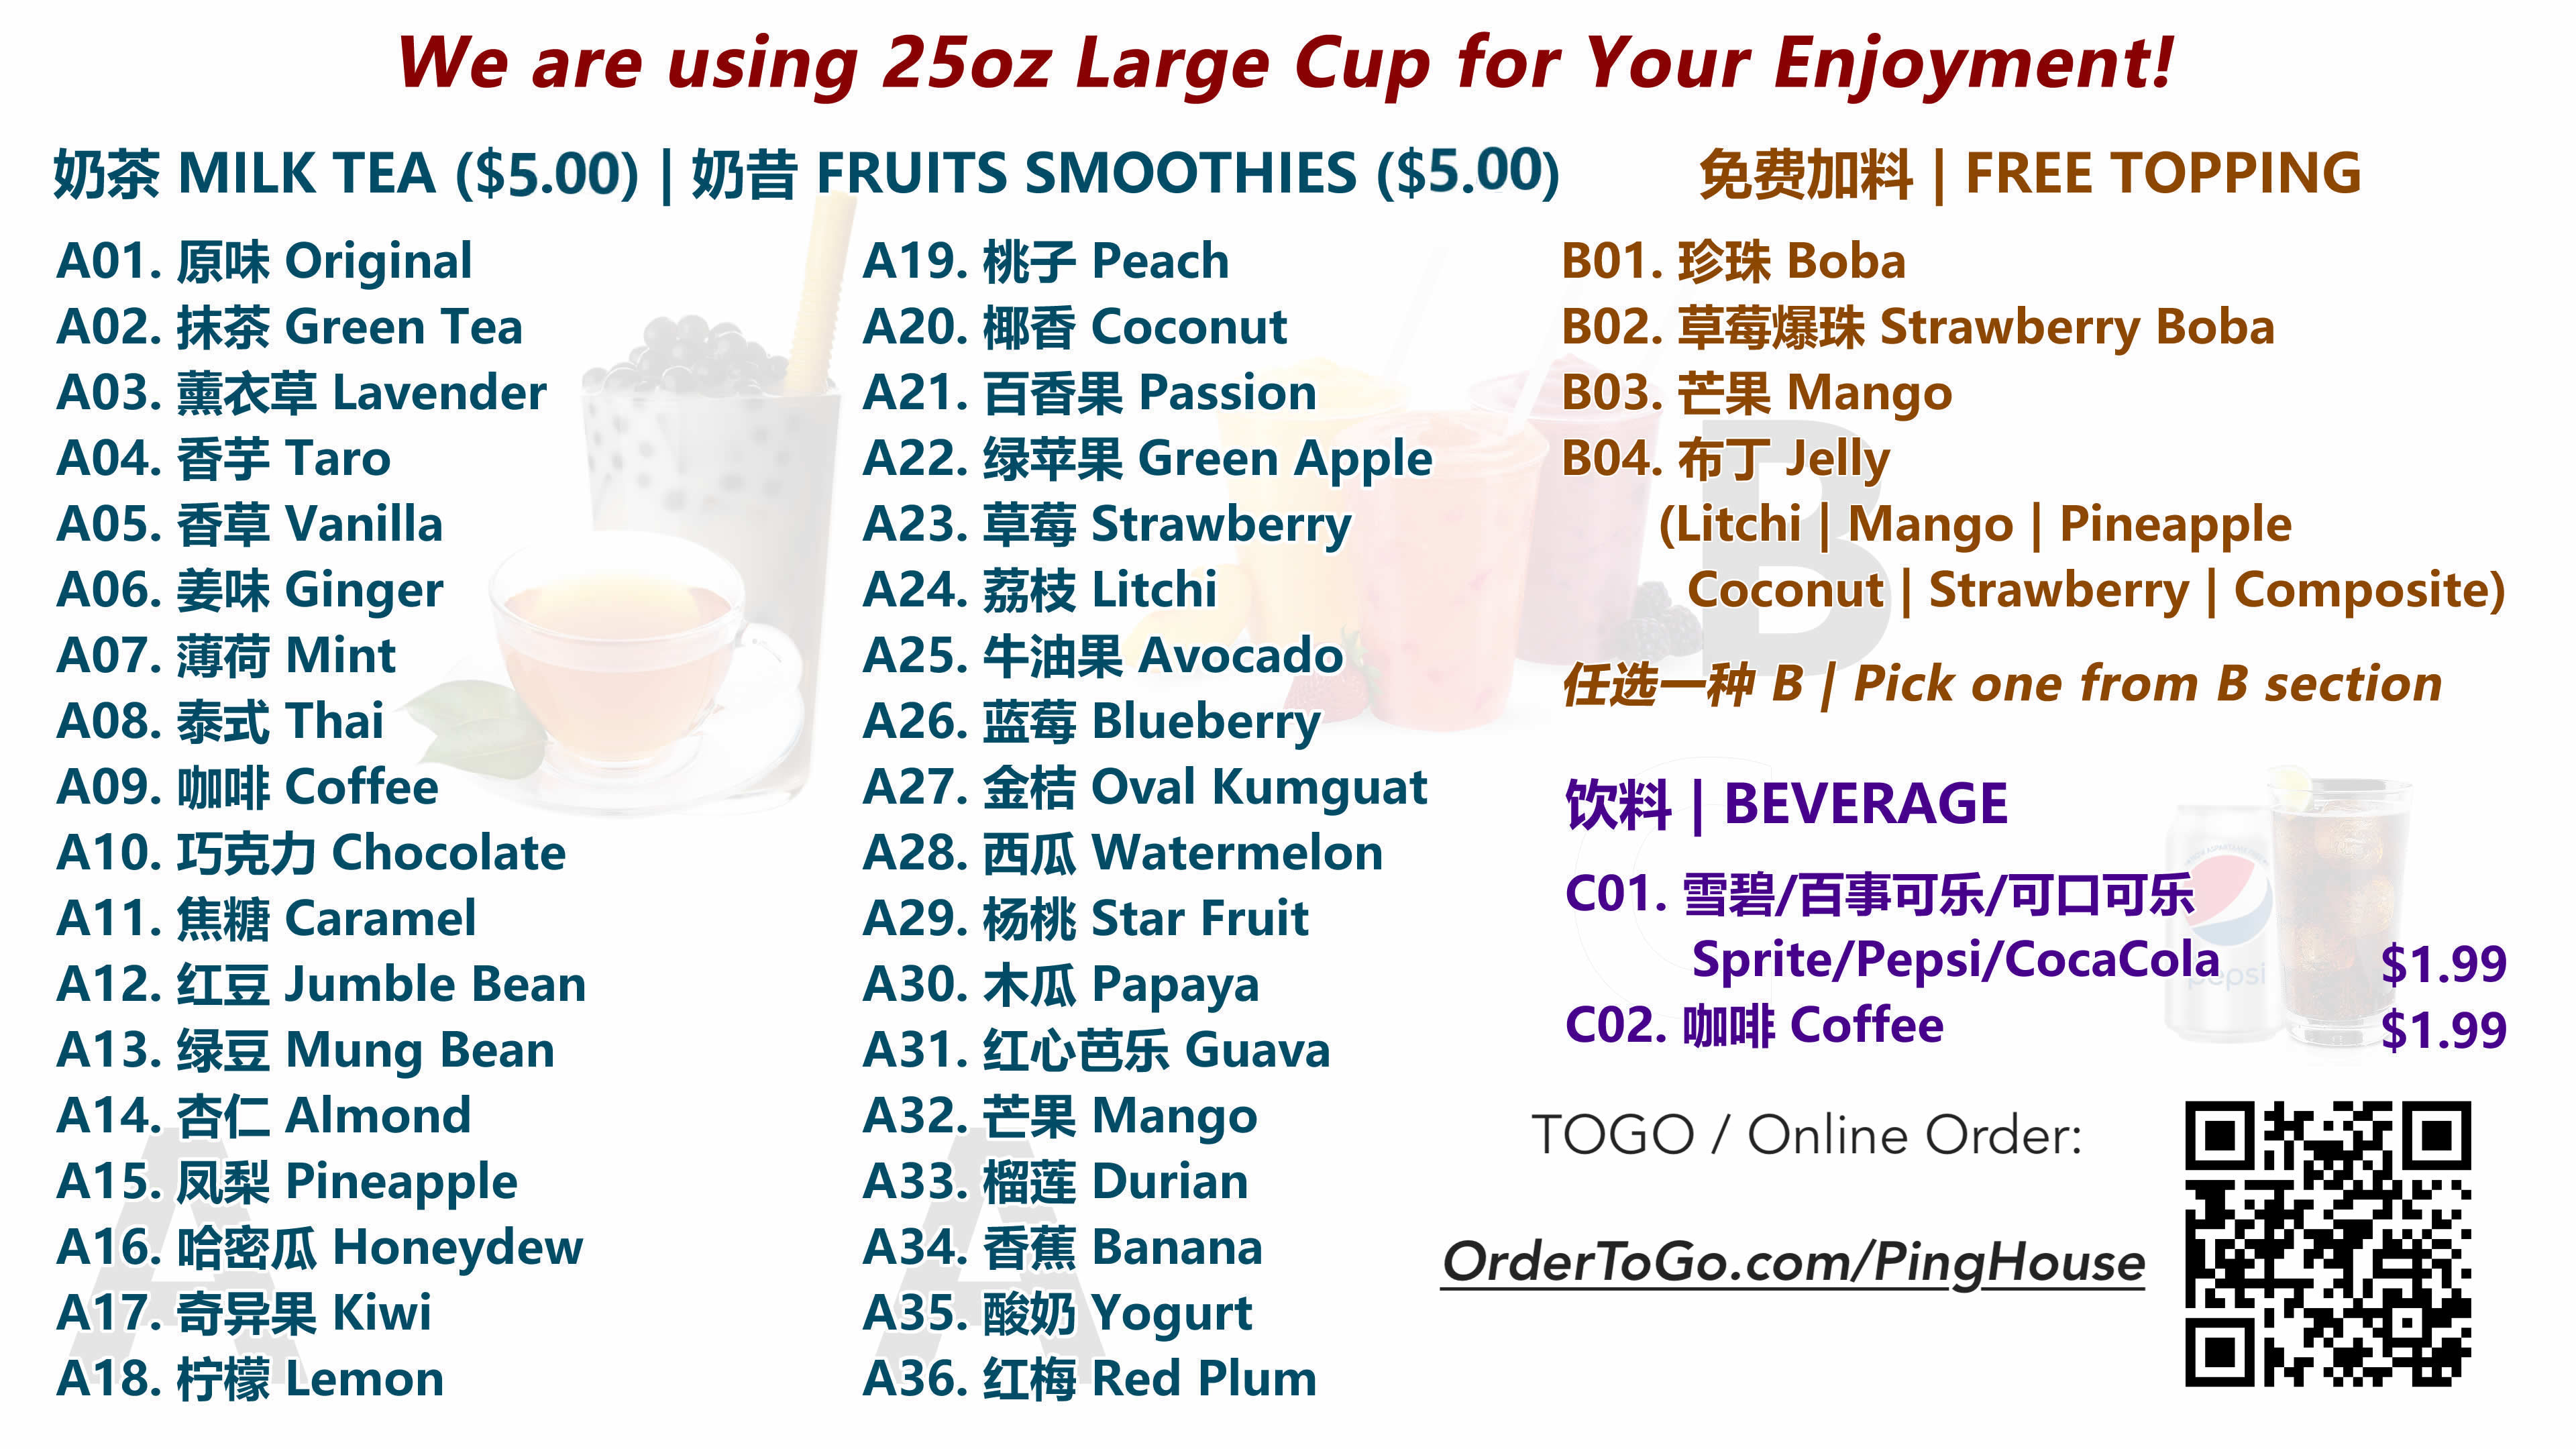 We are using 25oz Large Cup for Your Enjoyment!
奶茶 MILK TEA ($5.00) | 奶昔 FRUITS SMOOTHIES ($5.00)
A01. 原味 Original
A02. 抹茶 Green Tea
A03. 薰衣草 Lavender
A04. 香芋 Taro
A05. 香草 Vanilla
A06. 姜味 Ginger
A07. 薄荷 Mint
A08. 泰式 Thai
A09. 咖啡 Coffee
A10. 巧克力 Chocolate
A11. 焦糖 Caramel
A12. 红豆 Jumble Bean
A13. 绿豆 Mung Bean
A14. 杏仁 Almond
A15. 凤梨 Pineapple
A16. 哈密瓜 Honeydew
A17. 奇异果 Kiwi
A18. 柠檬 Lemon
A19. 桃子 Peach
A20. 椰香 Coconut
A21. 百香果 Passion
A22. 绿苹果 Green Apple
A23. 草莓 Strawberry
A24. 荔枝 Litchi
A25. 牛油果 Avocado
A26. 蓝莓 Blueberry
A27. 金桔 Oval Kumguat
A28. 西瓜 Watermelon
A29. 杨桃 Star Fruit
A30. 木瓜 Papaya
A31. 红心芭乐 Guava
A32. 芒果 Mango
A33. 榴莲 Durian
A34. 香蕉 Banana
A35. 酸奶 Yogurt
A36. 红梅 Red Plum
免费加料 | FREE TOPPING
B01. 珍珠 Boba
B02. 草莓爆珠 Strawberry Boba
B03. 芒果 Mango
B04. 布丁 Jelly
(Litchi | Mango | Pineapple
Coconut | Strawberry | Composite)
任选一种 B | Pick one from B section
饮料 | BEVERAGE
C01. 雪碧/百事可乐/可口可乐
Sprite/Pepsi/CocaCola $1.99
C02. 咖啡 Coffee $1.99
pepsi
TOGO / Online Order:
OrderToGo.com/PingHouse
A
A
B
C